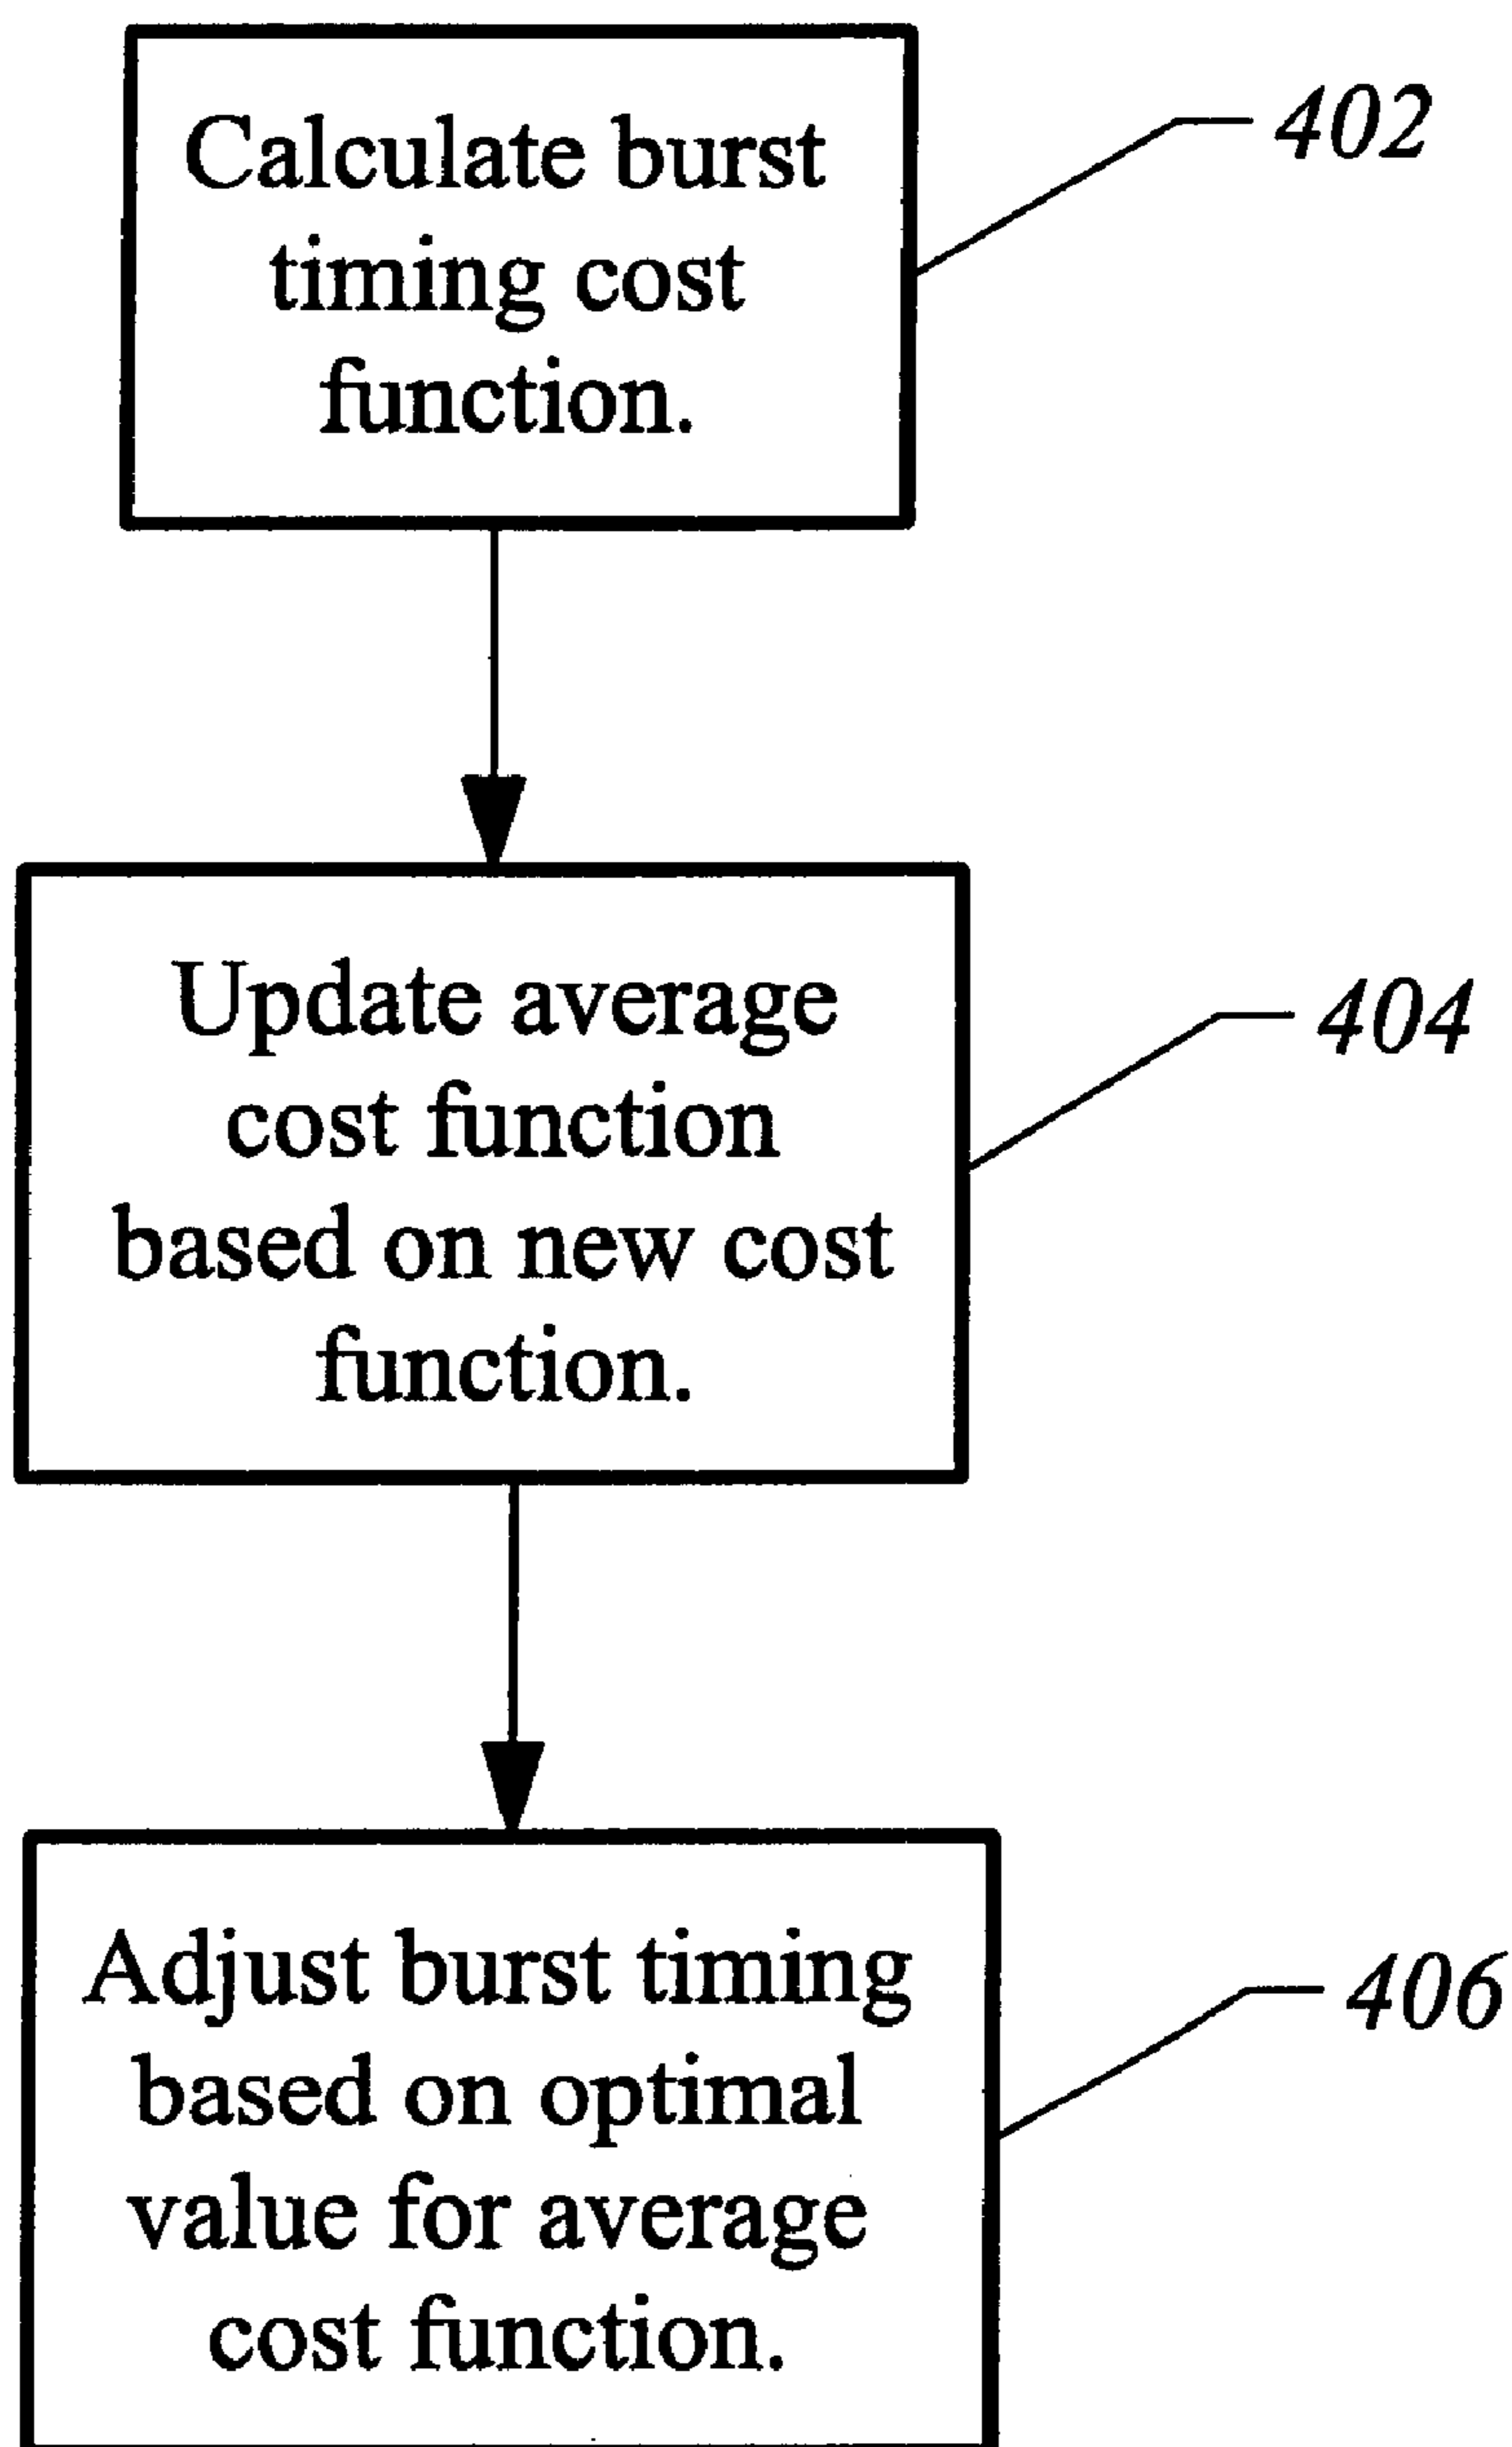 Calculate burst
timing cost
function.
402
Update average
cost function
based on new cost
function.
404
Adjust burst timing
based on optimal
value for average
cost function.
406